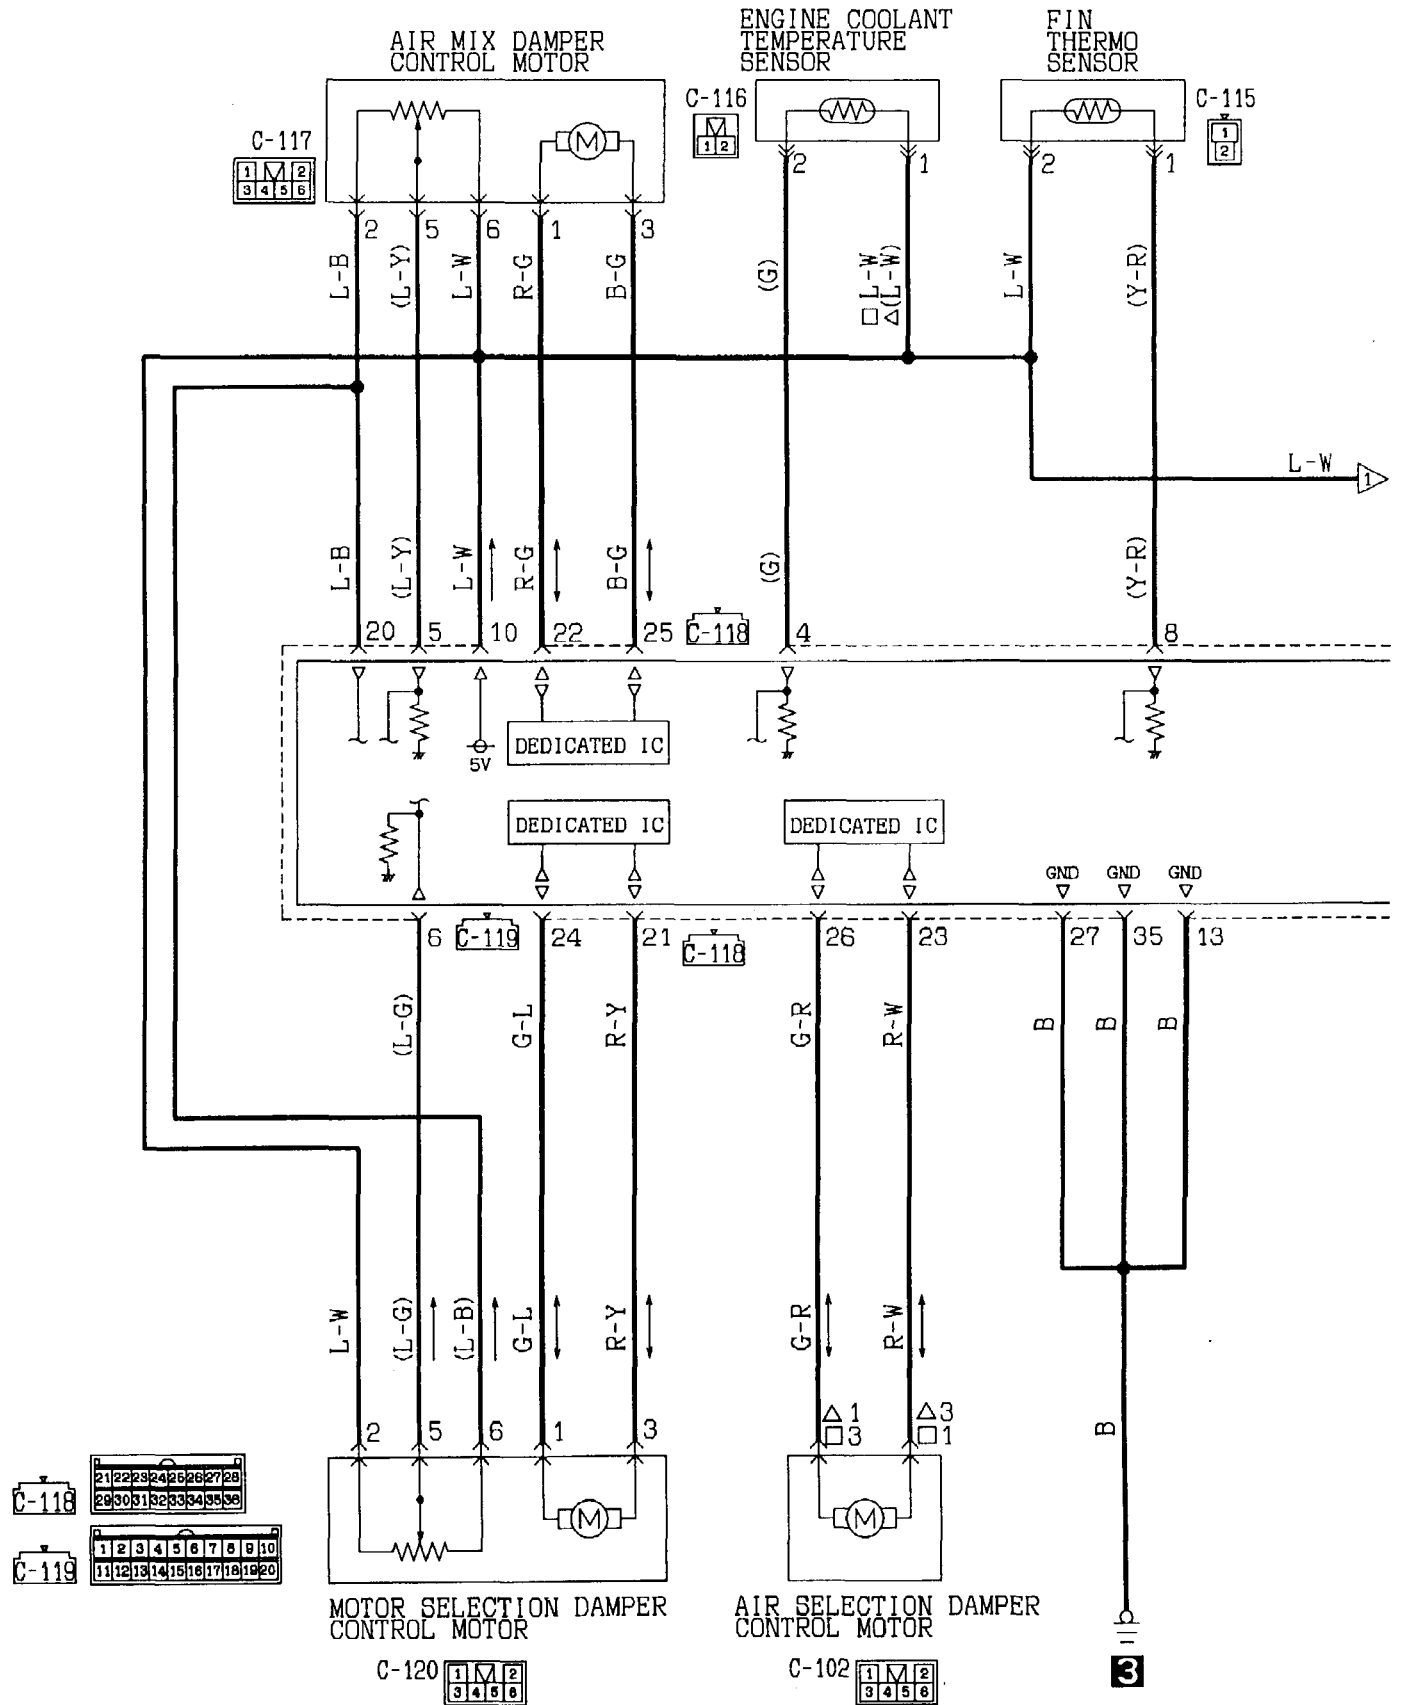 AIR MIX DAMPER
CONTROL MOTOR
ENGINE COOLANT
TEMPERATURE
SENSOR
FIN
THERMO
SENSOR
C-117
1 2
3 4 5 6
M
C-116
1 2
C-115
1
2
2 5 6 1 3 2 1 2 1
L-B (L-Y) L-W R-G B-G (G) □ L-W △(L-W) L-W (Y-R)
L-W 1
L-B (L-Y) L-W R-G B-G (G) (Y-R)
20 5 10 22 25 C-118 4 8
5V
DEDICATED IC
DEDICATED IC
DEDICATED IC
GND GND GND
6 C-119 24 21 C-118 26 23 27 35 13
(L-G) G-L R-Y G-R R-W B B B
L-W (L-G) (L-B) G-L R-Y G-R R-W B
△1 △3
□3 □1
2 5 6 1 3
M M
C-118
21 22 23 24 25 26 27 28
29 30 31 32 33 34 35 36
C-119
1 2 3 4 5 6 7 8 9 10
11 12 13 14 15 16 17 18 19 20
MOTOR SELECTION DAMPER
CONTROL MOTOR
AIR SELECTION DAMPER
CONTROL MOTOR
C-120
1 2
3 4 5 6
C-102
1 2
3 4 5 6
3